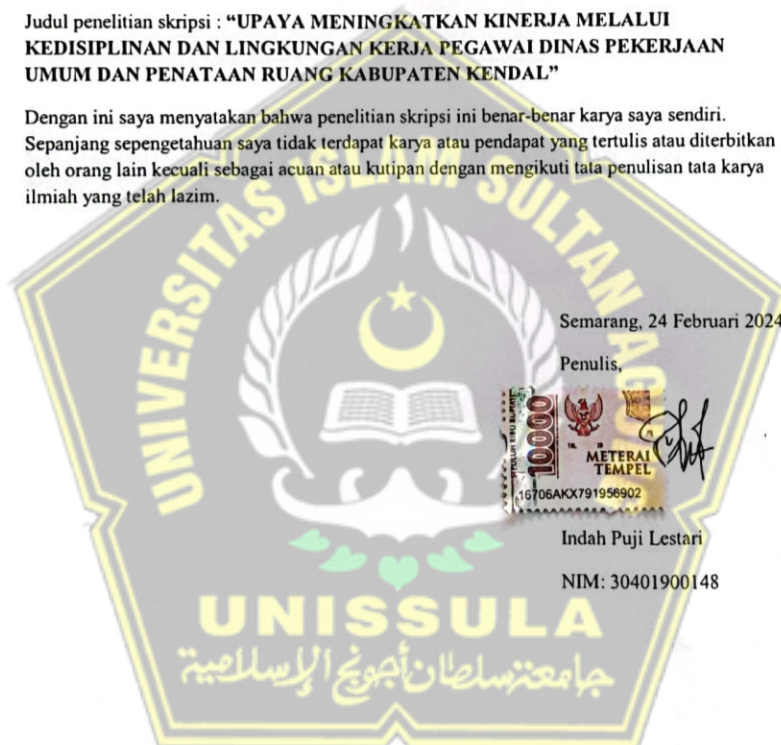 Judul penelitian skripsi : “UPAYA MENINGKATKAN KINERJA MELALUI
KEDISIPLINAN DAN LINGKUNGAN KERJA PEGAWAI DINAS PEKERJAAN
UMUM DAN PENATAAN RUANG KABUPATEN KENDAL”
Dengan ini saya menyatakan bahwa penelitian skripsi ini benar-benar karya saya sendiri.
Sepanjang sepengetahuan saya tidak terdapat karya atau pendapat yang tertulis atau diterbitkan
oleh orang lain kecuali sebagai acuan atau kutipan dengan mengikuti tata penulisan tata karya
ilmiah yang telah lazim.
UNIVERSITAS ISLAM SULTAN AGUNG
Semarang, 24 Februari 2024
Penulis,
SEPULUH RIBU RUPIAH
10000
METERAI
TEMPEL
16706AKX791956902
Indah Puji Lestari
NIM: 30401900148
UNISSULA
جامعة سلطان أجونج الإسلامية